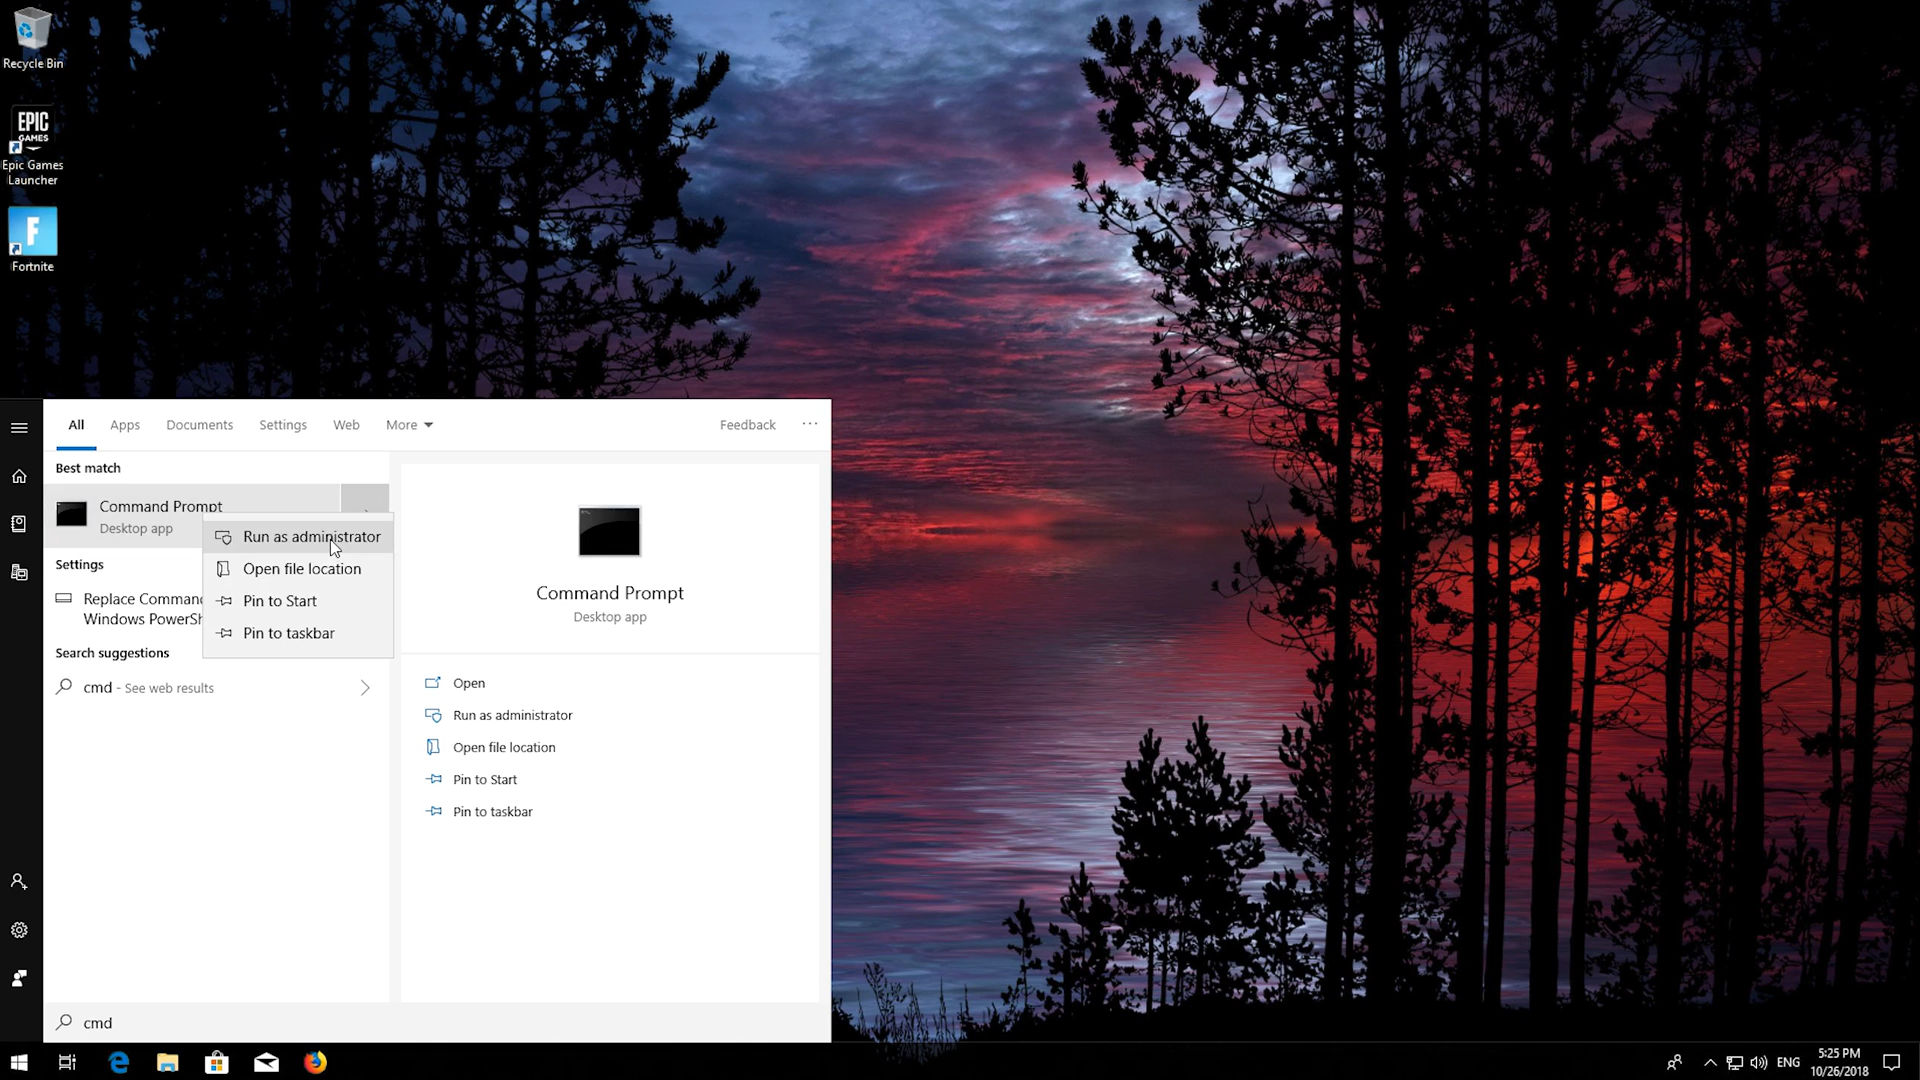 Recycle Bin
EPIC
GAMES
Epic Games
Launcher
F
Fortnite
All
Apps
Documents
Settings
Web
More
Feedback
Best match
Command Prompt
Desktop app
Run as administrator
Open file location
Pin to Start
Pin to taskbar
Settings
Replace Comman
Windows PowerSh
Search suggestions
cmd - See web results
Command Prompt
Desktop app
Open
Run as administrator
Open file location
Pin to Start
Pin to taskbar
cmd
ENG
5:25 PM
10/26/2018